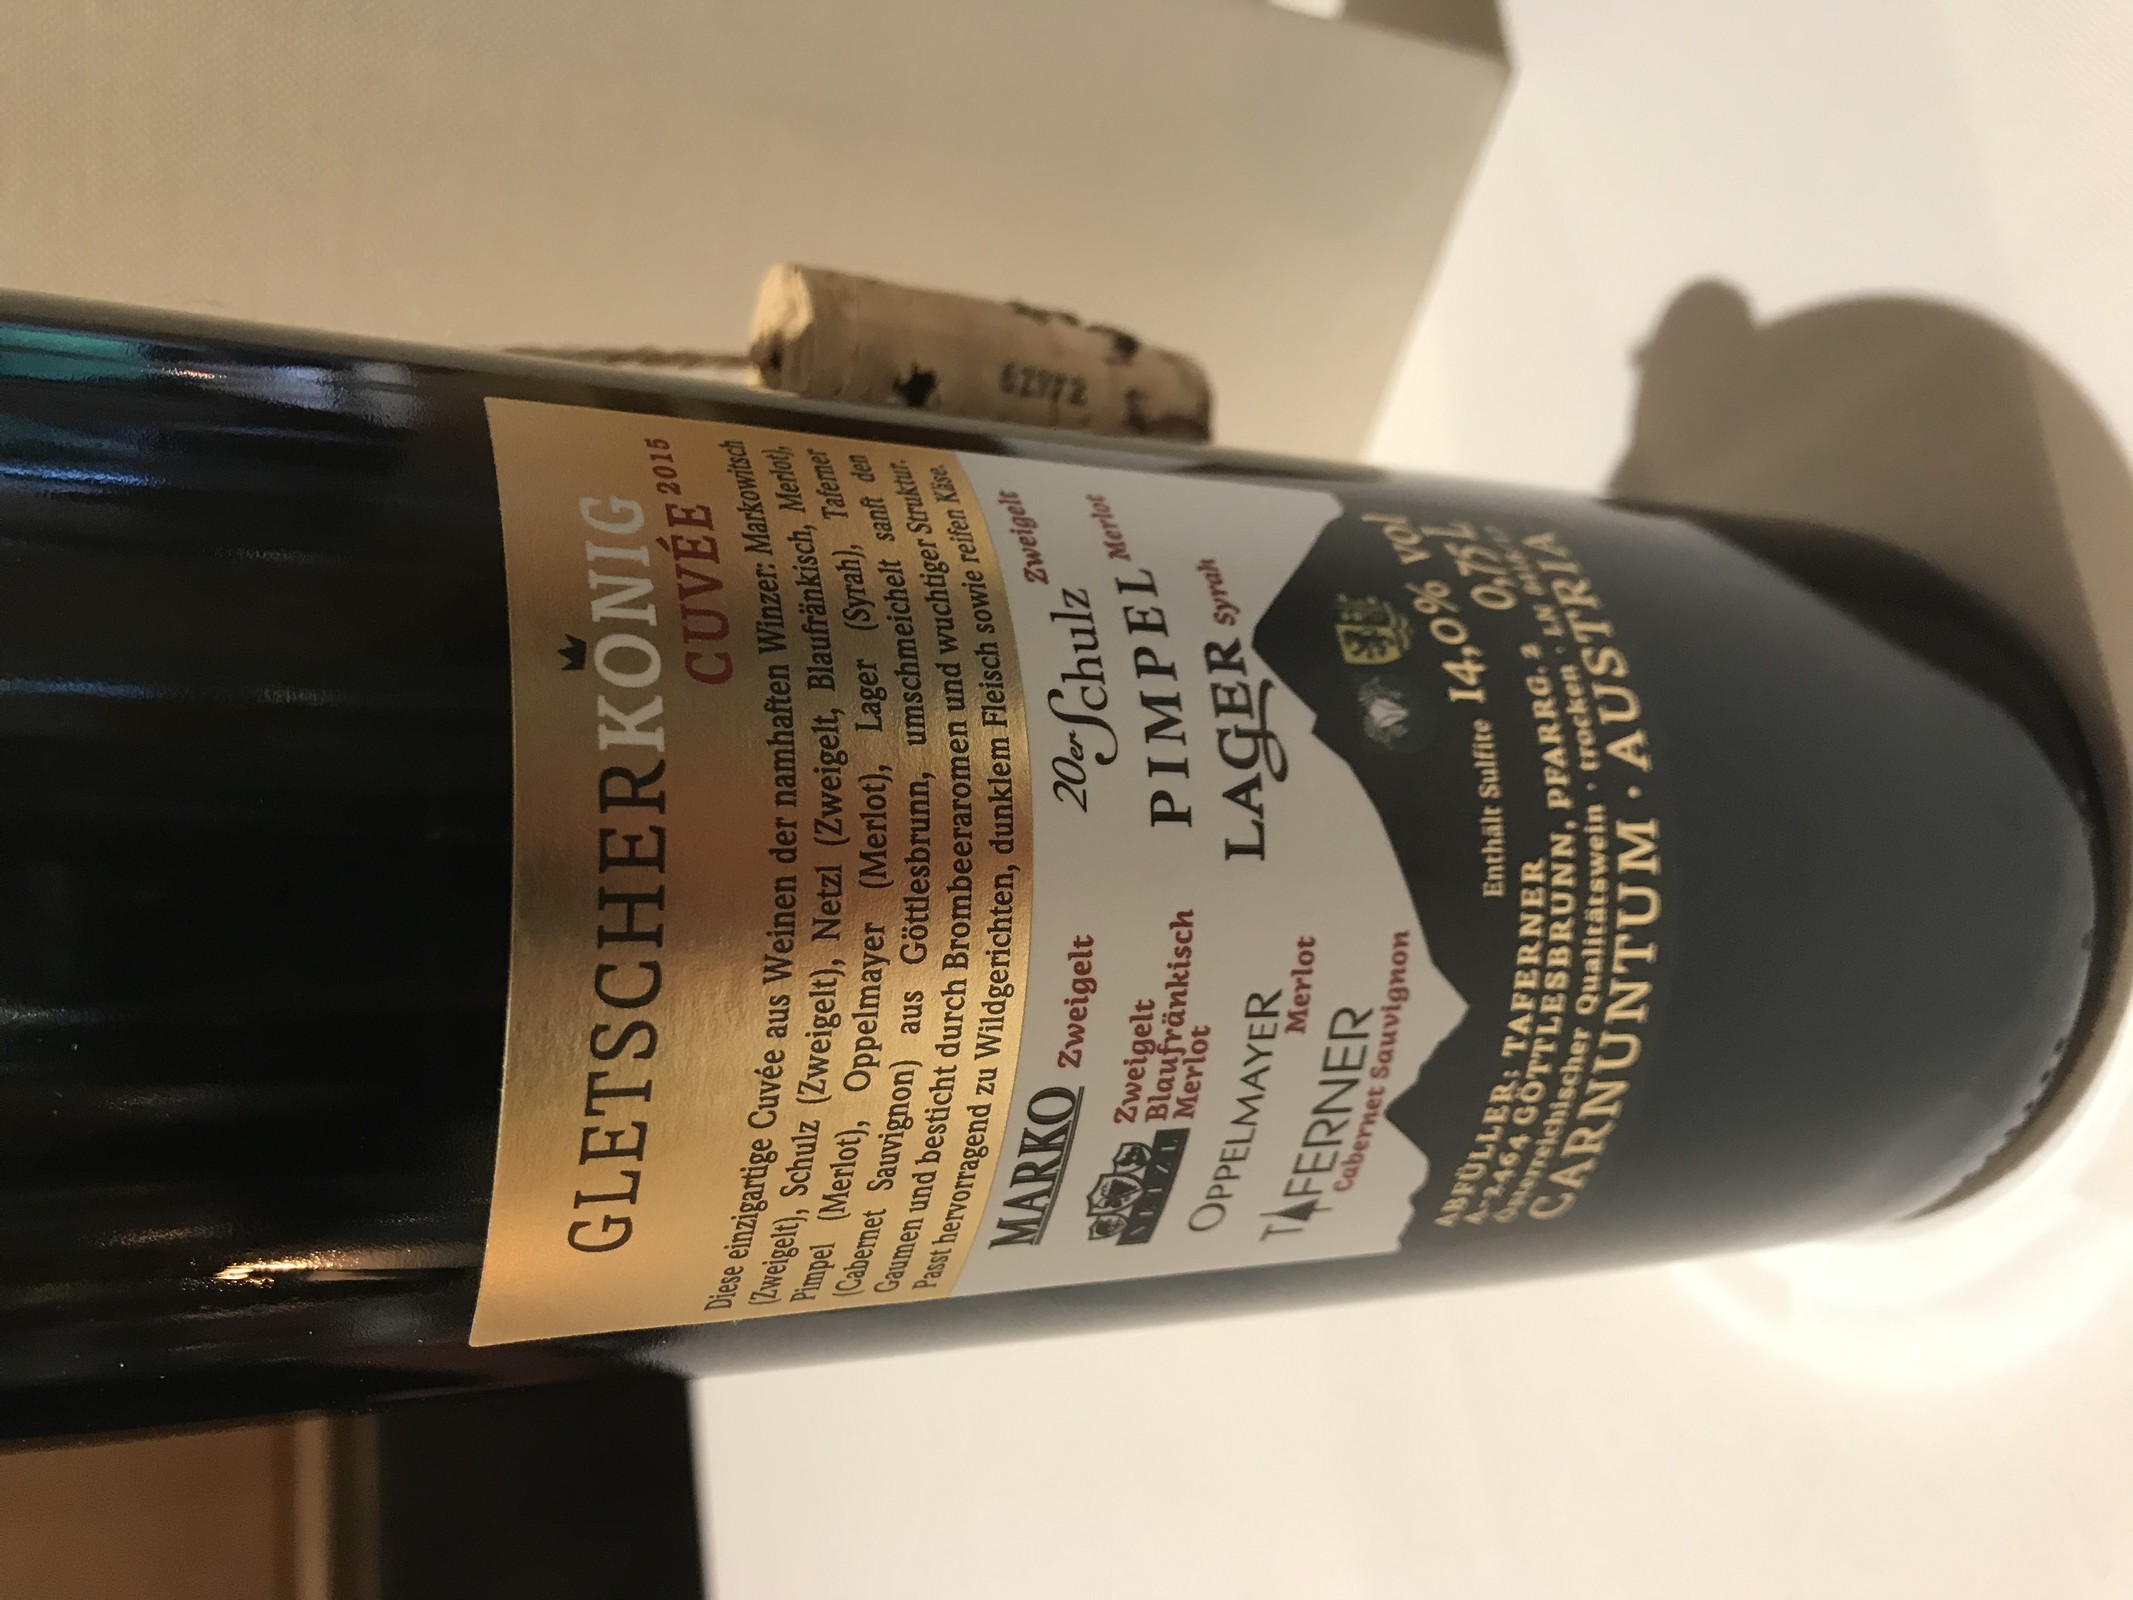 GLETSCHERKÖNIG
CUVÉE 2015
Diese einzigartige Cuvée aus Weinen der namhaften Winzer: Markowitsch
(Zweigelt), Schulz (Zweigelt), Netzl (Zweigelt, Blaufränkisch, Merlot),
Pimpel (Merlot), Oppelmayer (Merlot), Lager (Syrah), Taferner
(Cabernet Sauvignon) aus Göttlesbrunn, umschmeichelt sanft den
Gaumen und besticht durch Brombeeraromen und wuchtiger Struktur.
Passt hervorragend zu Wildgerichten, dunklem Fleisch sowie reifen Käse.
MARKO Zweigelt
NETZL Zweigelt
Blaufränkisch
Merlot
OPPELMAYER
Merlot
TAFERNER
Cabernet Sauvignon
20er Schulz Zweigelt
PIMPEL Merlot
LAGER Syrah
Enthält Sulfite 14,0% vol
ABFÜLLER: TAFERNER 0,75 L
A-2464 GÖTTLESBRUNN, PFARRG. 2
Österreichischer Qualitätswein · trocken · LN
CARNUNTUM · AUSTRIA